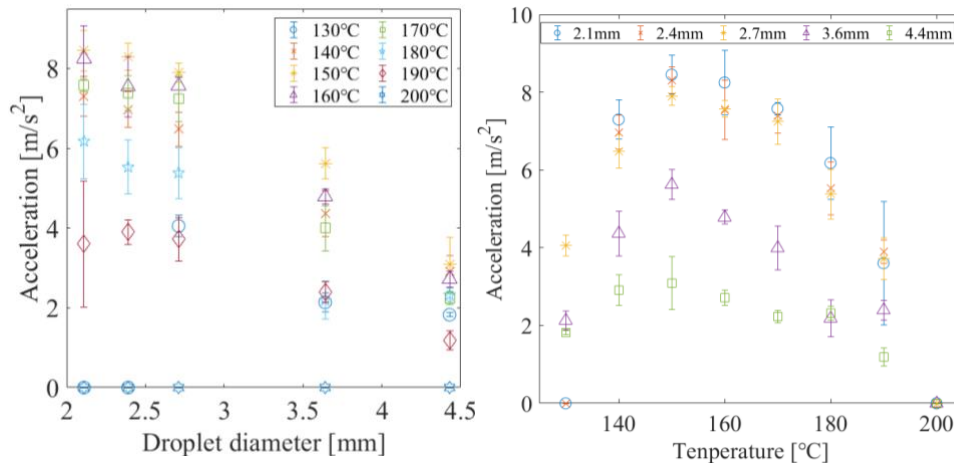 Acceleration [m/s2]
8
6
4
2
0
130℃ 170℃
140℃ 180℃
150℃ 190℃
160℃ 200℃
2 2.5 3 3.5 4 4.5
Droplet diameter [mm]
Acceleration [m/s2]
10
8
6
4
2
0
2.1mm 2.4mm 2.7mm 3.6mm 4.4mm
140 160 180 200
Tenperature [℃]